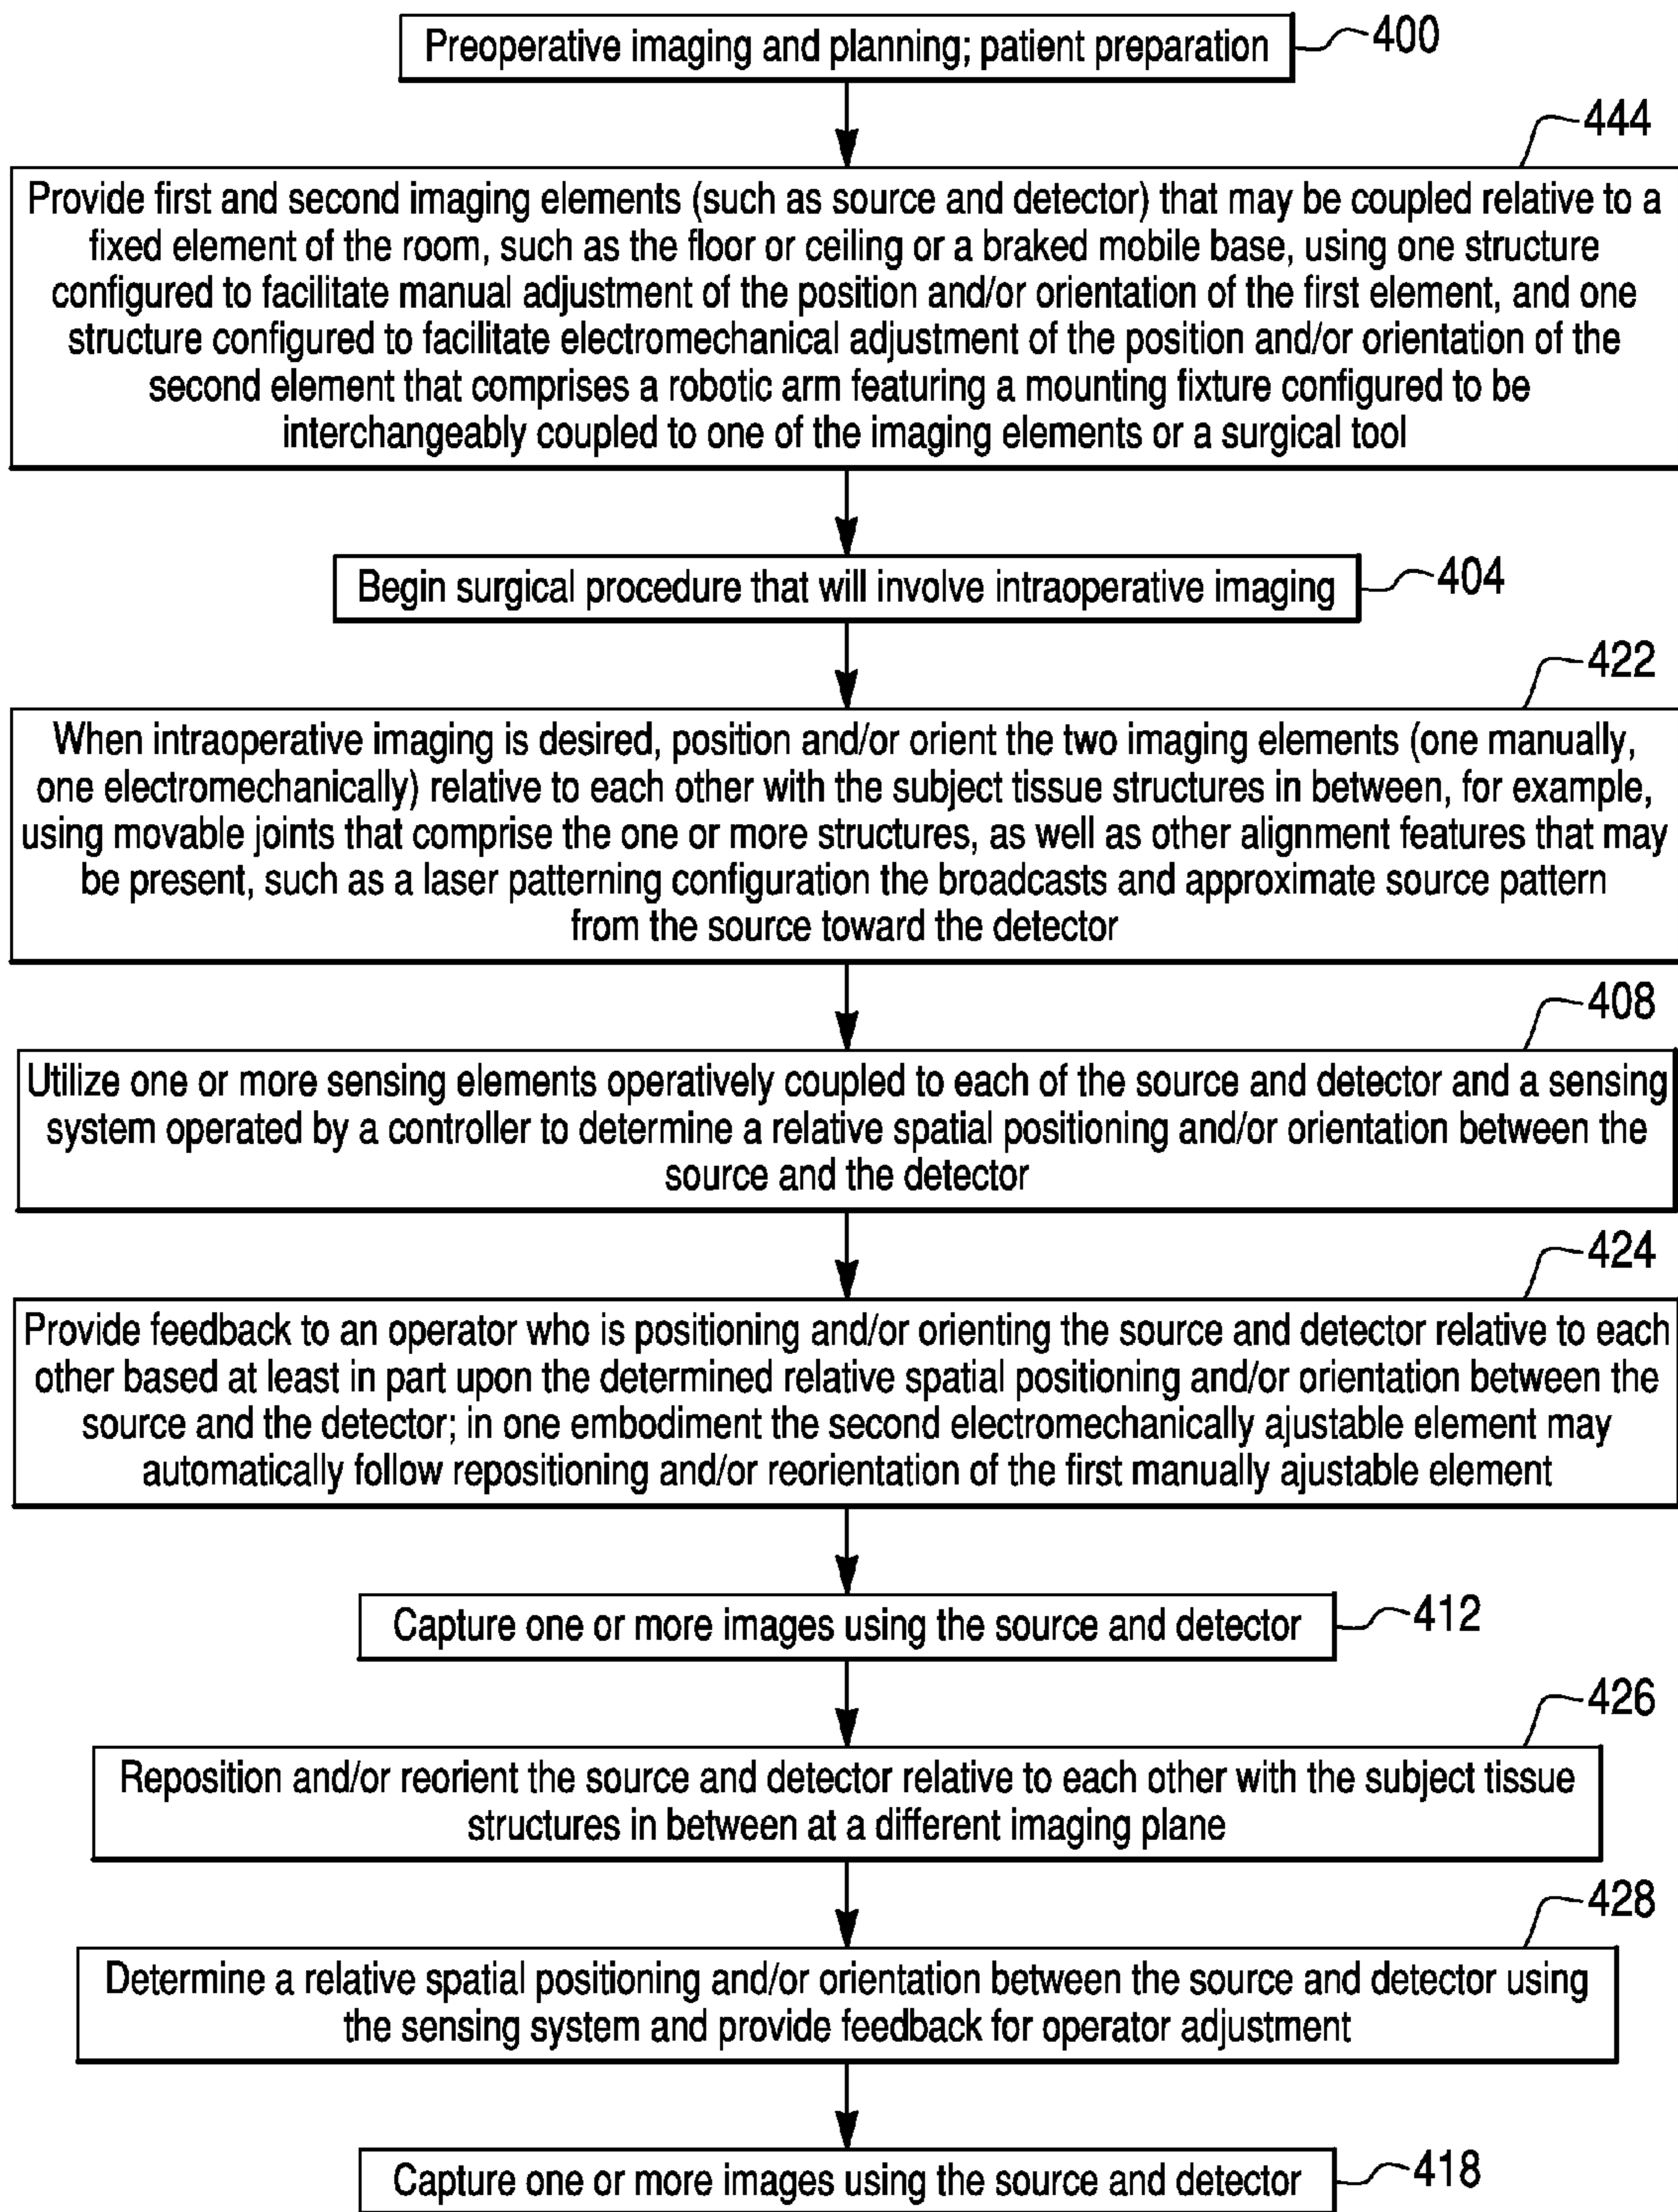 Preoperative imaging and planning; patient preparation
400
444
Provide first and second imaging elements (such as source and detector) that may be coupled relative to a
fixed element of the room, such as the floor or ceiling or a braked mobile base, using one structure
configured to facilitate manual adjustment of the position and/or orientation of the first element, and one
structure configured to facilitate electromechanical adjustment of the position and/or orientation of the
second element that comprises a robotic arm featuring a mounting fixture configured to be
interchangeably coupled to one of the imaging elements or a surgical tool
Begin surgical procedure that will involve intraoperative imaging
404
422
When intraoperative imaging is desired, position and/or orient the two imaging elements (one manually,
one electromechanically) relative to each other with the subject tissue structures in between, for example,
using movable joints that comprise the one or more structures, as well as other alignment features that may
be present, such as a laser patterning configuration the broadcasts and approximate source pattern
from the source toward the detector
408
Utilize one or more sensing elements operatively coupled to each of the source and detector and a sensing
system operated by a controller to determine a relative spatial positioning and/or orientation between the
source and the detector
424
Provide feedback to an operator who is positioning and/or orienting the source and detector relative to each
other based at least in part upon the determined relative spatial positioning and/or orientation between the
source and the detector; in one embodiment the second electromechanically ajustable element may
automatically follow repositioning and/or reorientation of the first manually ajustable element
Capture one or more images using the source and detector
412
426
Reposition and/or reorient the source and detector relative to each other with the subject tissue
structures in between at a different imaging plane
428
Determine a relative spatial positioning and/or orientation between the source and detector using
the sensing system and provide feedback for operator adjustment
Capture one or more images using the source and detector
418